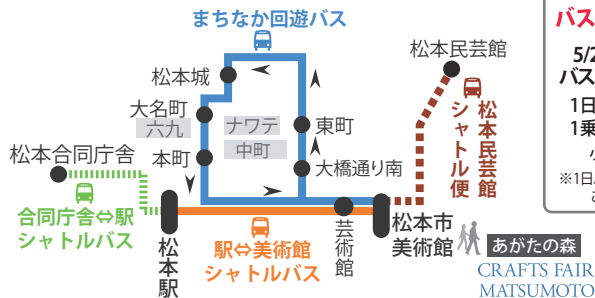 まちなか回遊バス
松本城
大名町
六九
本町
ナワテ
中町
東町
大橋通り南
松本民芸館
松本民芸館
シャトル便
松本合同庁舎
合同庁舎⇔駅
シャトルバス
松本駅
駅⇔美術館
シャトルバス
芸術館
松本市
美術館
あがたの森
CRAFTS FAIR
MATSUMOTO
バス
5/2
バス
1日
1乗
※1日